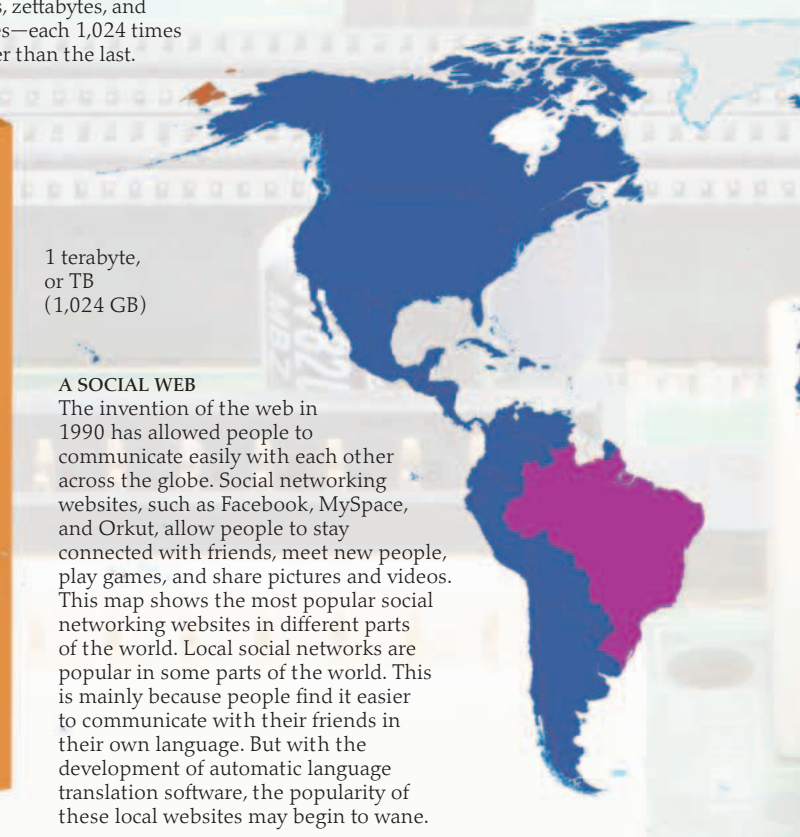 , zettabytes, and
es—each 1,024 times
er than the last.
1 terabyte,
or TB
(1,024 GB)
A SOCIAL WEB
The invention of the web in
1990 has allowed people to
communicate easily with each other
across the globe. Social networking
websites, such as Facebook, MySpace,
and Orkut, allow people to stay
connected with friends, meet new people,
play games, and share pictures and videos.
This map shows the most popular social
networking websites in different parts
of the world. Local social networks are
popular in some parts of the world. This
is mainly because people find it easier
to communicate with their friends in
their own language. But with the
development of automatic language
translation software, the popularity of
these local websites may begin to wane.